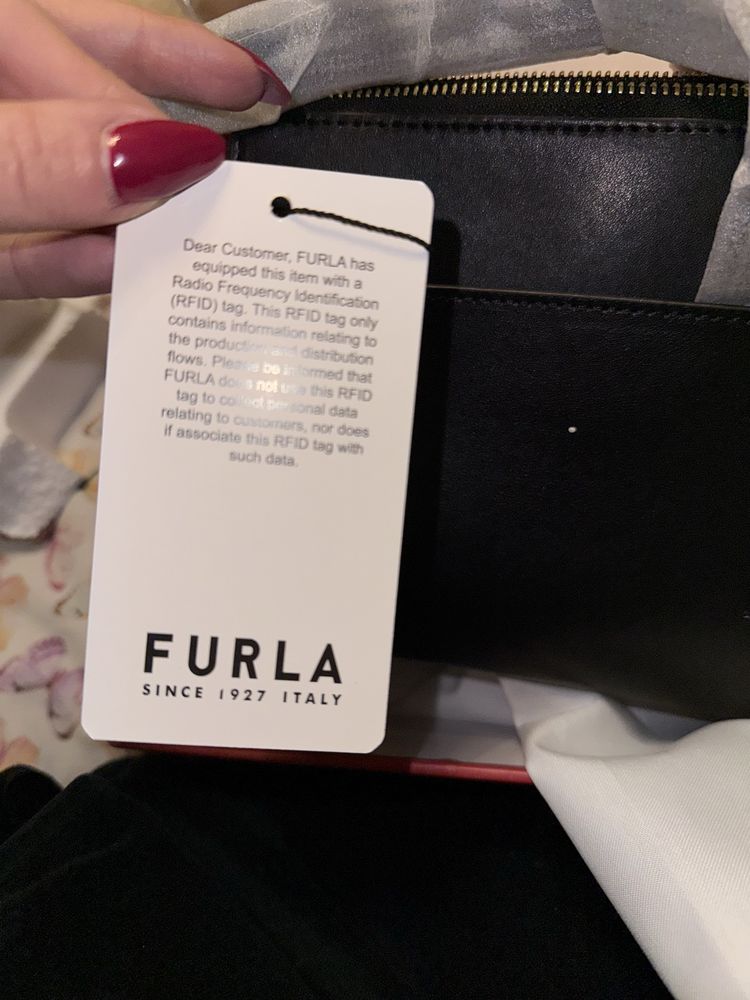 Dear Customer, FURLA has
equipped this item with a
Radio Frequency Identification
(RFID) tag. This RFID tag only
contains information relating to
the production and distribution
flows. Please be informed that
FURLA does not use this RFID
tag to collect personal data
relating to customers, nor does
if associate this RFID tag with
such data.
FURLA
SINCE 1927 ITALY